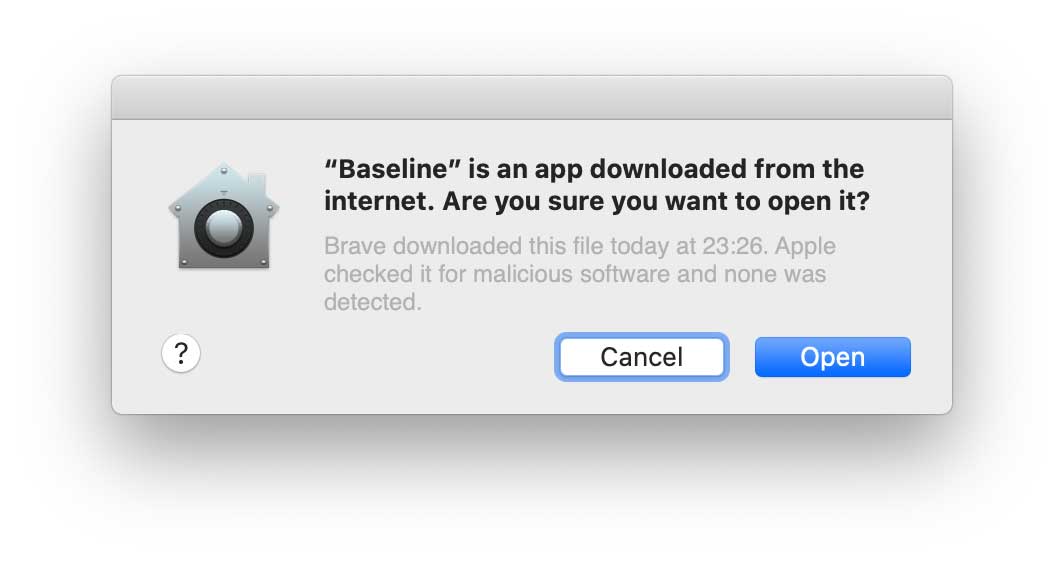 “Baseline” is an app downloaded from the
internet. Are you sure you want to open it?
Brave downloaded this file today at 23:26. Apple
checked it for malicious software and none was
detected.
?
Cancel
Open